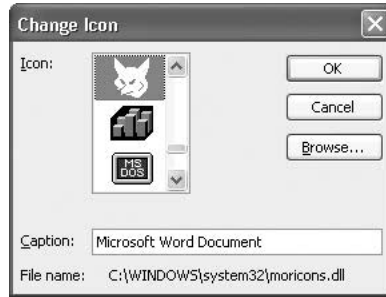 Change Icon
Icon:
OK
Cancel
Browse...
MS
DOS
Caption: Microsoft Word Document
File name: C:\WINDOWS\system32\moricons.dll